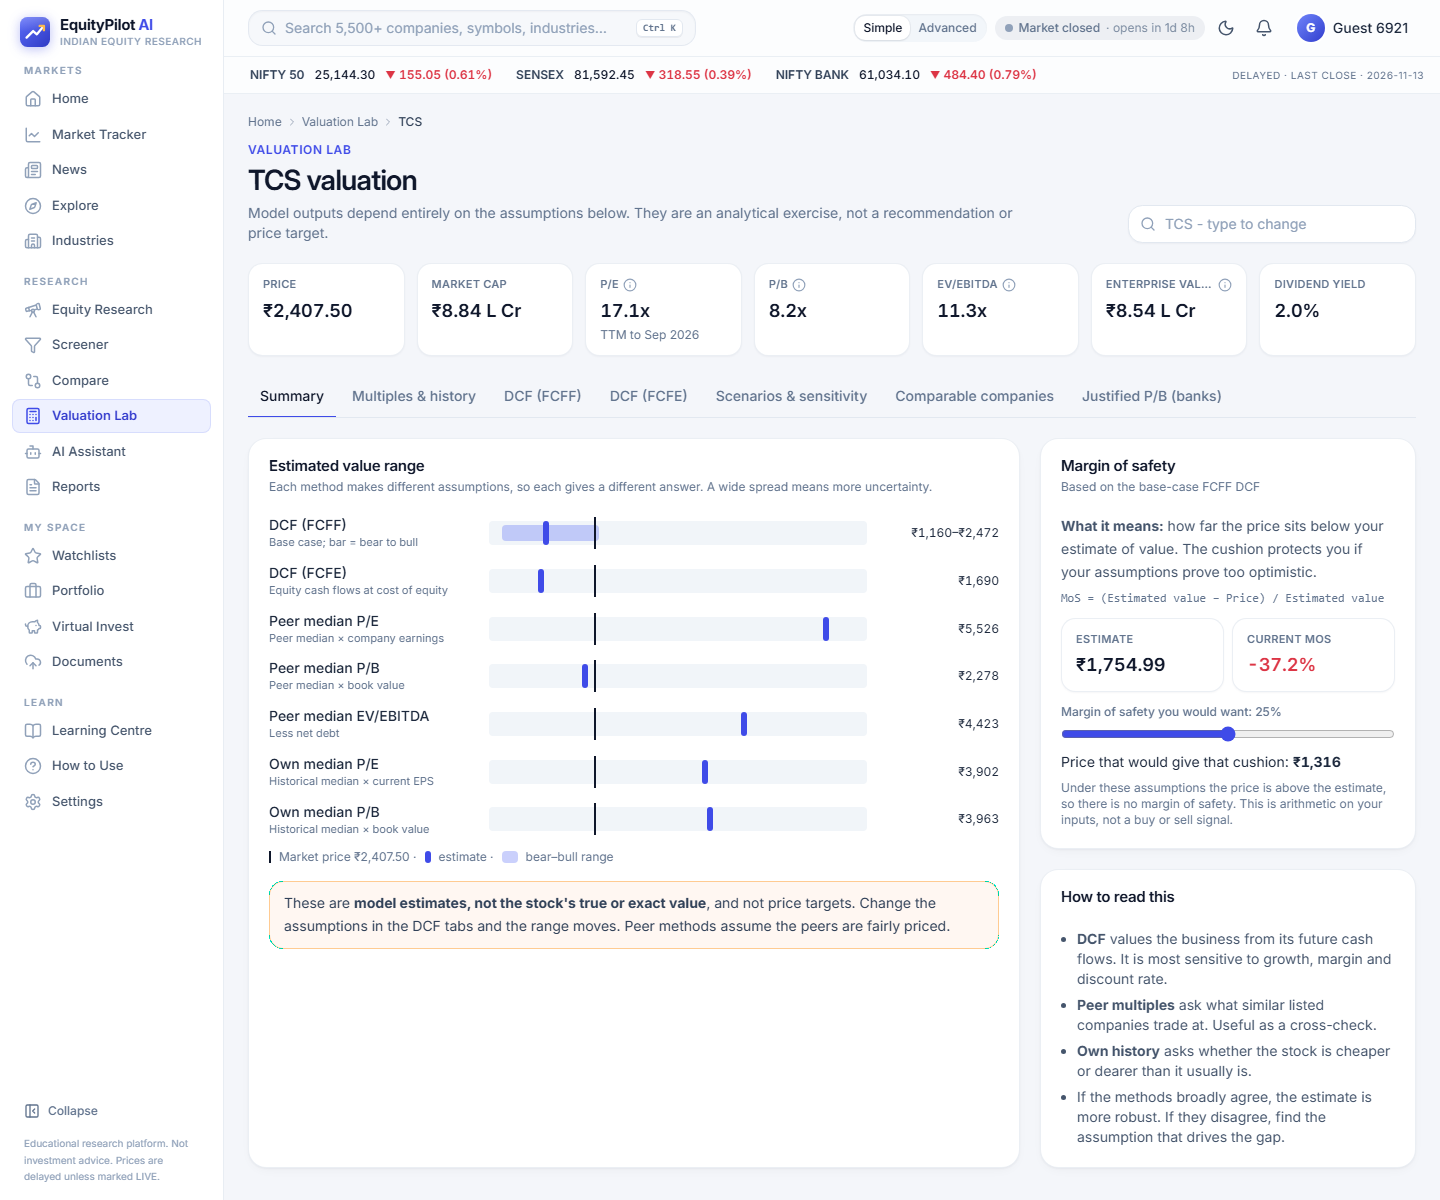 EquityPilot AI
INDIAN EQUITY RESEARCH
MARKETS
Home
Market Tracker
News
Explore
Industries
RESEARCH
Equity Research
Screener
Compare
Valuation Lab
AI Assistant
Reports
MY SPACE
Watchlists
Portfolio
Virtual Invest
Documents
LEARN
Learning Centre
How to Use
Settings
Collapse
Educational research platform. Not
investment advice. Prices are
delayed unless marked LIVE.
Search 5,500+ companies, symbols, industries... Ctrl K
Simple Advanced
Market closed · opens in 1d 8h
G Guest 6921
NIFTY 50 25,144.30 ▼ 155.05 (0.61%) SENSEX 81,592.45 ▼ 318.55 (0.39%) NIFTY BANK 61,034.10 ▼ 484.40 (0.79%)
DELAYED · LAST CLOSE · 2026-11-13
Home › Valuation Lab › TCS
VALUATION LAB
TCS valuation
Model outputs depend entirely on the assumptions below. They are an analytical exercise, not a recommendation or
price target.
TCS - type to change
PRICE
₹2,407.50
MARKET CAP
₹8.84 L Cr
P/E
17.1x
TTM to Sep 2026
P/B
8.2x
EV/EBITDA
11.3x
ENTERPRISE VAL...
₹8.54 L Cr
DIVIDEND YIELD
2.0%
Summary Multiples & history DCF (FCFF) DCF (FCFE) Scenarios & sensitivity Comparable companies Justified P/B (banks)
Estimated value range
Each method makes different assumptions, so each gives a different answer. A wide spread means more uncertainty.
DCF (FCFF)
Base case; bar = bear to bull
₹1,160–₹2,472
DCF (FCFE)
Equity cash flows at cost of equity
₹1,690
Peer median P/E
Peer median × company earnings
₹5,526
Peer median P/B
Peer median × book value
₹2,278
Peer median EV/EBITDA
Less net debt
₹4,423
Own median P/E
Historical median × current EPS
₹3,902
Own median P/B
Historical median × book value
₹3,963
Market price ₹2,407.50 · estimate · bear–bull range
These are model estimates, not the stock's true or exact value, and not price targets. Change the
assumptions in the DCF tabs and the range moves. Peer methods assume the peers are fairly priced.
Margin of safety
Based on the base-case FCFF DCF
What it means: how far the price sits below your
estimate of value. The cushion protects you if
your assumptions prove too optimistic.
MoS = (Estimated value − Price) / Estimated value
ESTIMATE
₹1,754.99
CURRENT MOS
-37.2%
Margin of safety you would want: 25%
Price that would give that cushion: ₹1,316
Under these assumptions the price is above the estimate,
so there is no margin of safety. This is arithmetic on your
inputs, not a buy or sell signal.
How to read this
• DCF values the business from its future cash
flows. It is most sensitive to growth, margin and
discount rate.
• Peer multiples ask what similar listed
companies trade at. Useful as a cross-check.
• Own history asks whether the stock is cheaper
or dearer than it usually is.
• If the methods broadly agree, the estimate is
more robust. If they disagree, find the
assumption that drives the gap.